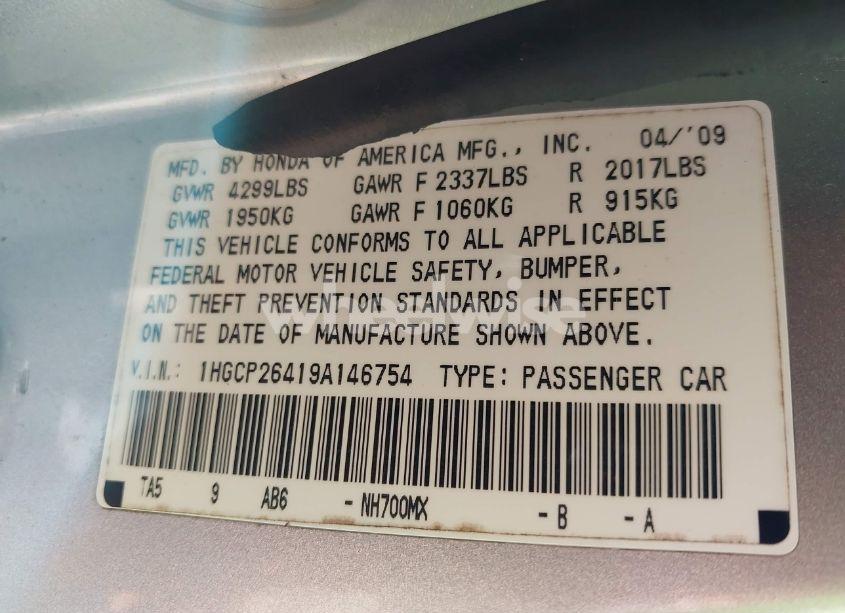 MFD. BY HONDA OF AMERICA MFG., INC. 04/'09
GVWR 4299LBS GAWR F 2337LBS R 2017LBS
GVWR 1950KG GAWR F 1060KG R 915KG
THIS VEHICLE CONFORMS TO ALL APPLICABLE
FEDERAL MOTOR VEHICLE SAFETY, BUMPER,
AND THEFT PREVENTION STANDARDS IN EFFECT
wheelwise
ON THE DATE OF MANUFACTURE SHOWN ABOVE.
V.I.N.: 1HGCP26419A146754 TYPE: PASSENGER CAR
TA5 9 AB6 - NH700MX - B - A